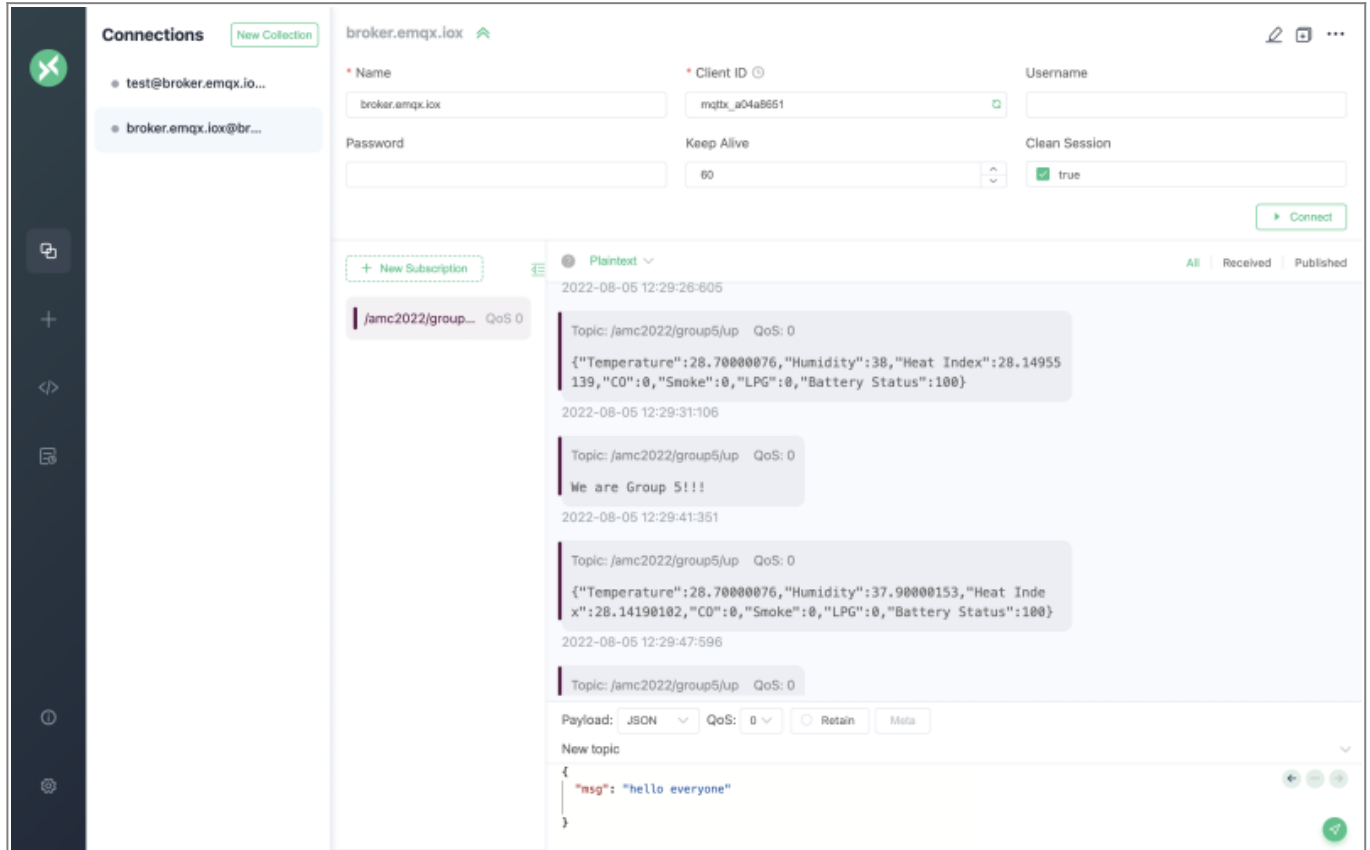 Connections
New Collection
test@broker.emqx.io...
broker.emqx.iox@br...
broker.emqx.iox
* Name
* Client ID
Username
broker.emqx.iox
mqttx_a04a8651
Password
Keep Alive
Clean Session
60
true
Connect
+ New Subscription
/amc2022/group... QoS 0
Plaintext
All
Received
Published
2022-08-05 12:29:26:605
Topic: /amc2022/group5/up QoS: 0
{"Temperature":28.70000076,"Humidity":38,"Heat Index":28.14955
139,"CO":0,"Smoke":0,"LPG":0,"Battery Status":100}
2022-08-05 12:29:31:106
Topic: /amc2022/group5/up QoS: 0
We are Group 5!!!
2022-08-05 12:29:41:351
Topic: /amc2022/group5/up QoS: 0
{"Temperature":28.70000076,"Humidity":37.90000153,"Heat Inde
x":28.14190102,"CO":0,"Smoke":0,"LPG":0,"Battery Status":100}
2022-08-05 12:29:47:596
Topic: /amc2022/group5/up QoS: 0
Payload: JSON QoS: 0 Retain Meta
New topic
{
"msg": "hello everyone"
}